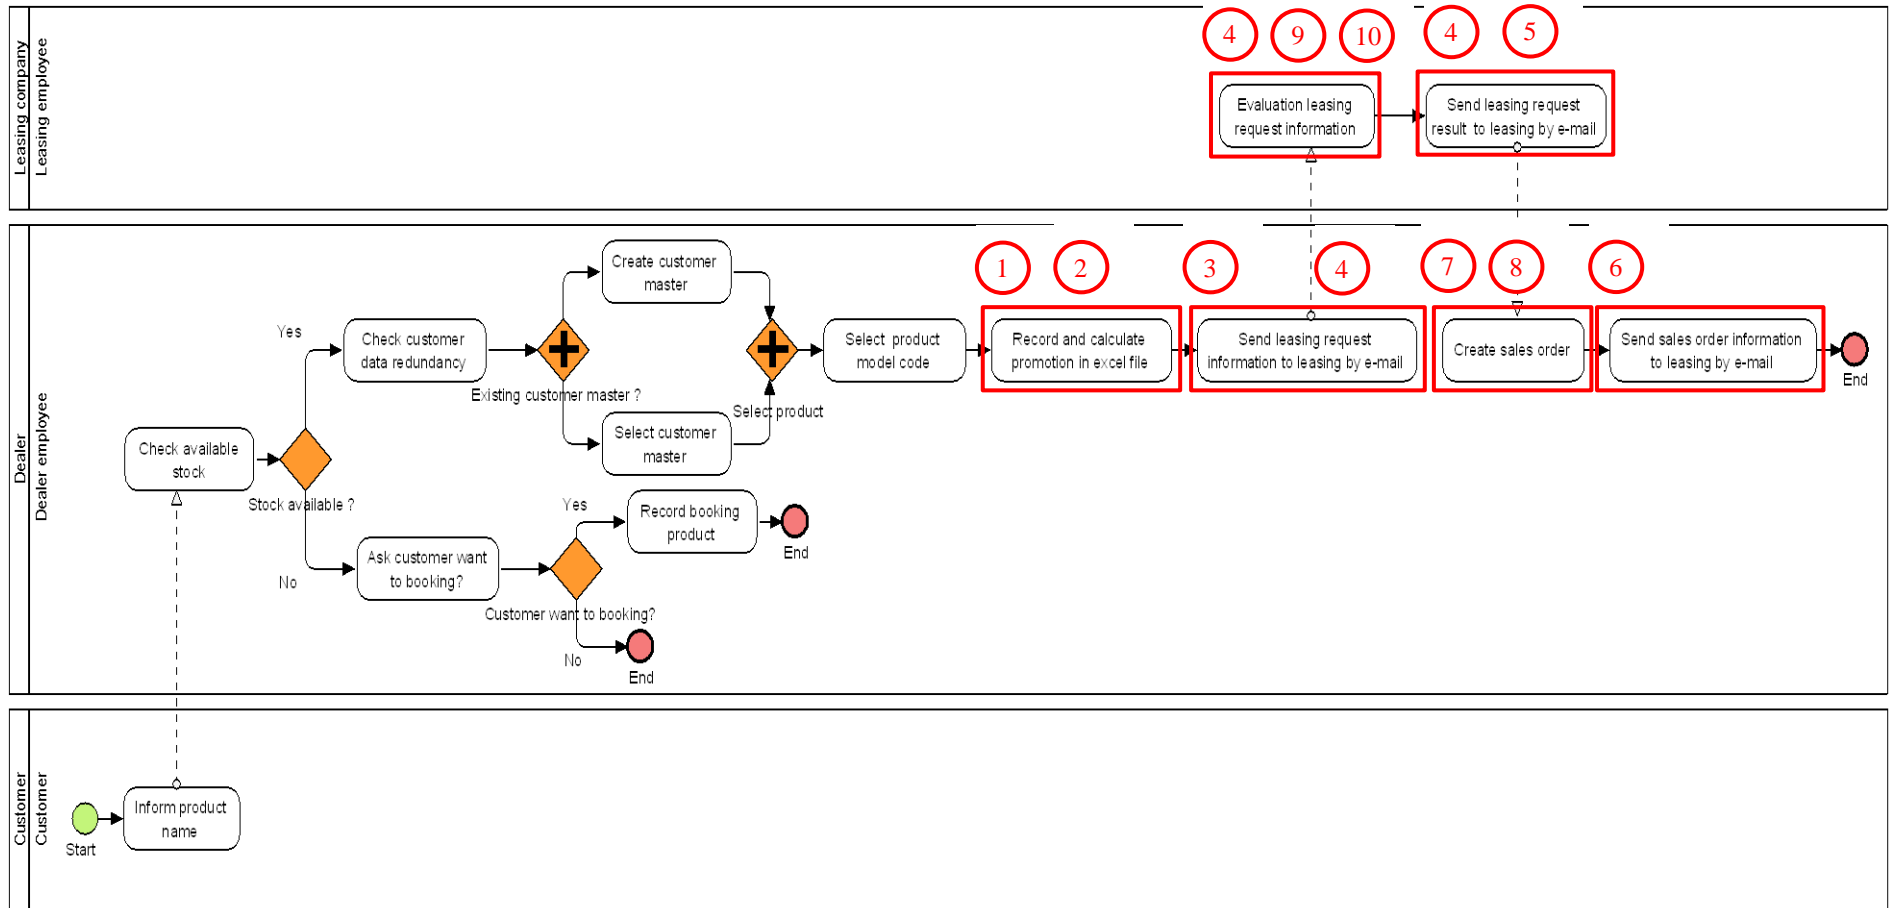 Leasing company
Leasing employee
4
9
10
4
5
Evaluation leasing
request information
Send leasing request
result to leasing by e-mail
Dealer
Dealer employee
1
2
3
4
7
8
6
Create customer
master
Yes
Check customer
data redundancy
Existing customer master ?
Select product
Select product
model code
Record and calculate
promotion in excel file
Send leasing request
information to leasing by e-mail
Create sales order
Send sales order information
to leasing by e-mail
End
Check available
stock
Stock available ?
Select customer
master
No
Ask customer want
to booking?
Yes
Customer want to booking?
Record booking
product
End
No
End
Customer
Customer
Start
Inform product
name